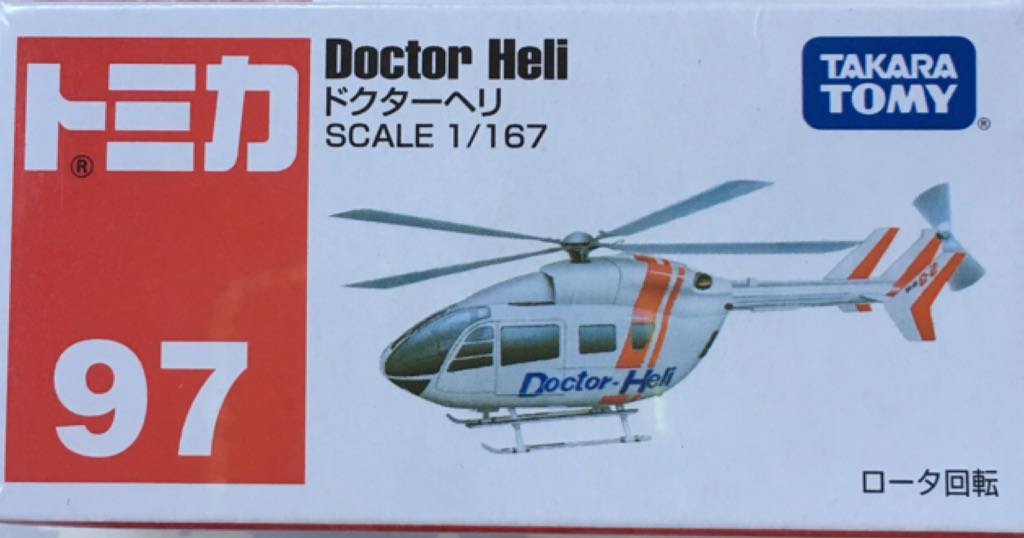 トミカ
®
97
Doctor Heli
ドクターヘリ
SCALE 1/167
TAKARA
TOMY
®
Doctor-Heli
ロータ回転